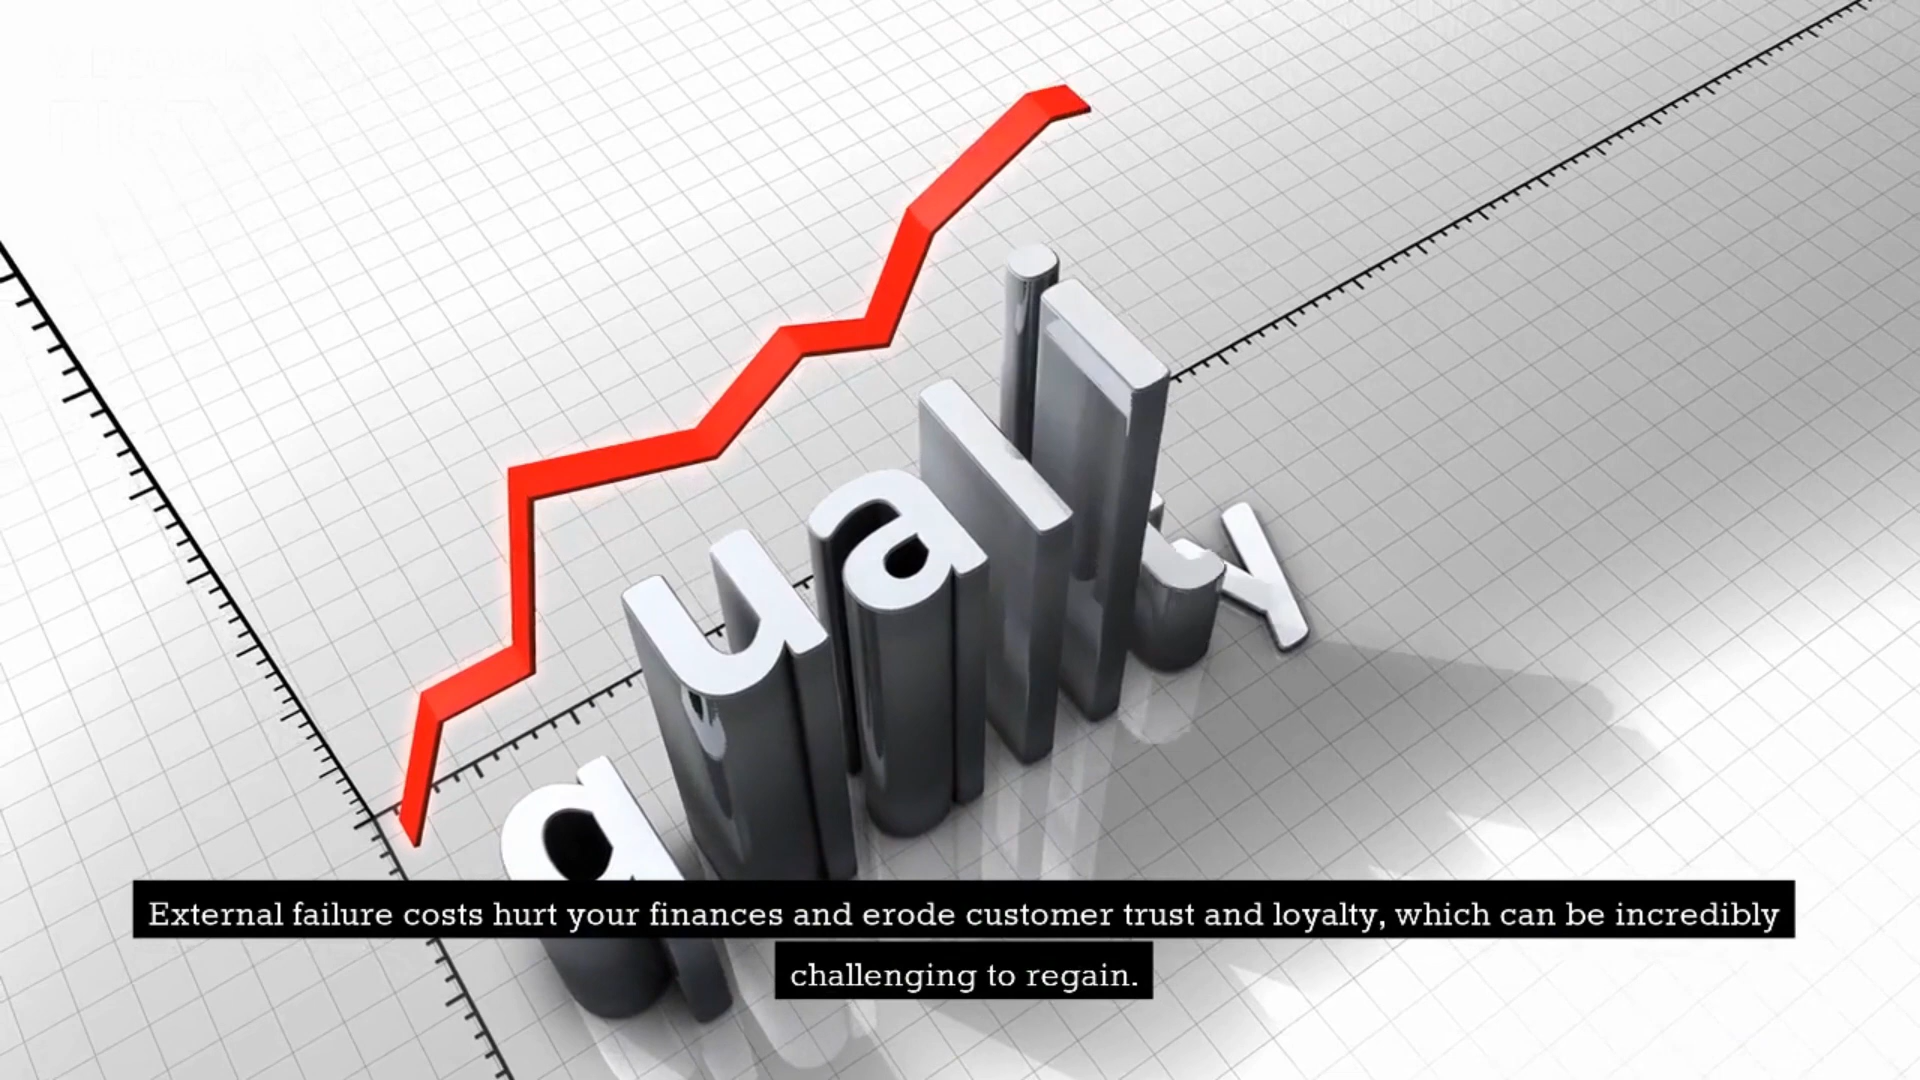 quality
External failure costs hurt your finances and erode customer trust and loyalty, which can be incredibly
challenging to regain.